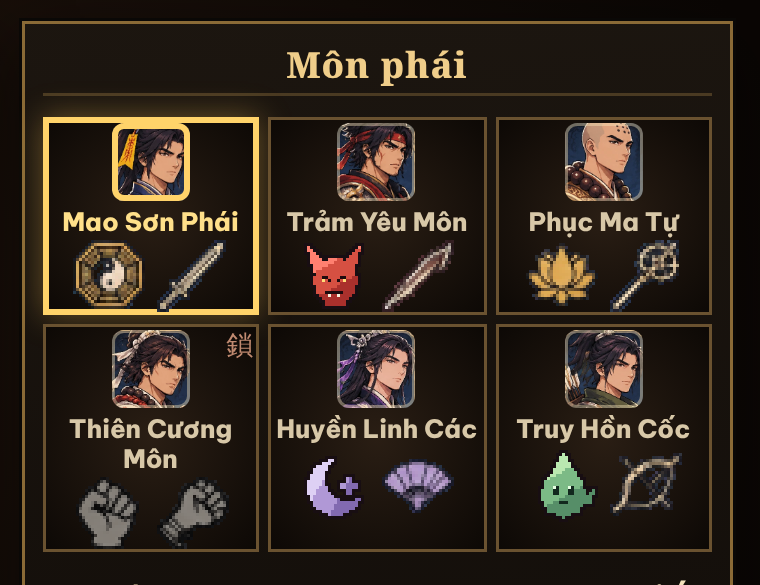 Môn phái
Mao Sơn Phái
Trảm Yêu Môn
Phục Ma Tự
鎖
Thiên Cương
Môn
Huyền Linh Các
Truy Hồn Cốc